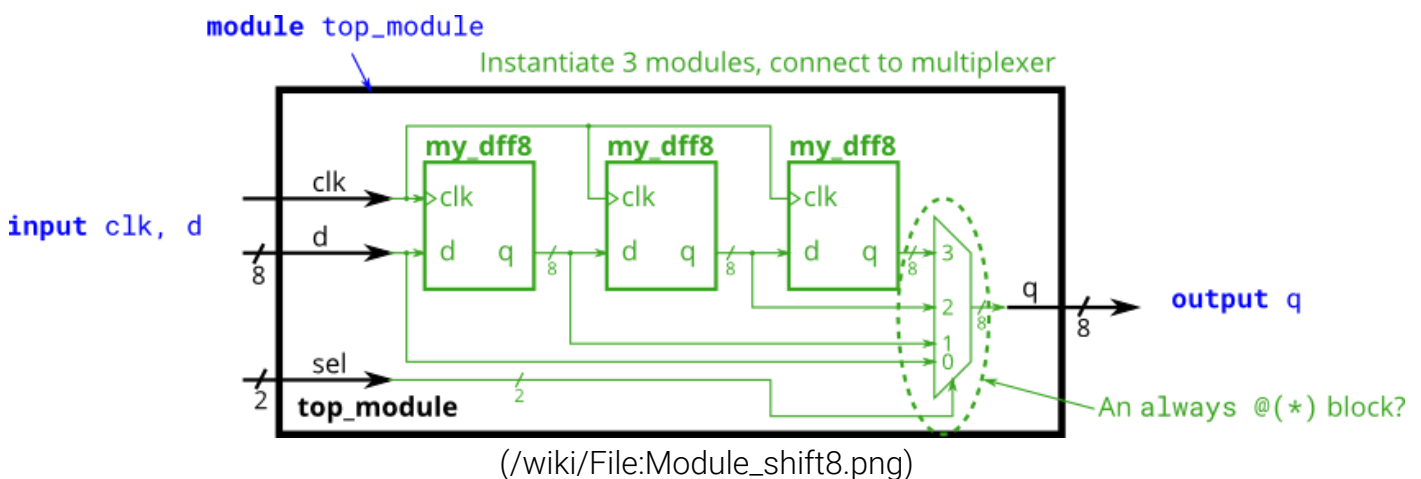 module top_module
Instantiate 3 modules, connect to multiplexer
my_dff8 my_dff8 my_dff8
clk clk clk clk
input clk, d
d d q d q d q 3
8 8 8 8
q output q
2 8 8
1
0
sel
2 2
top_module
An always @(*) block?
(/wiki/File:Module_shift8.png)